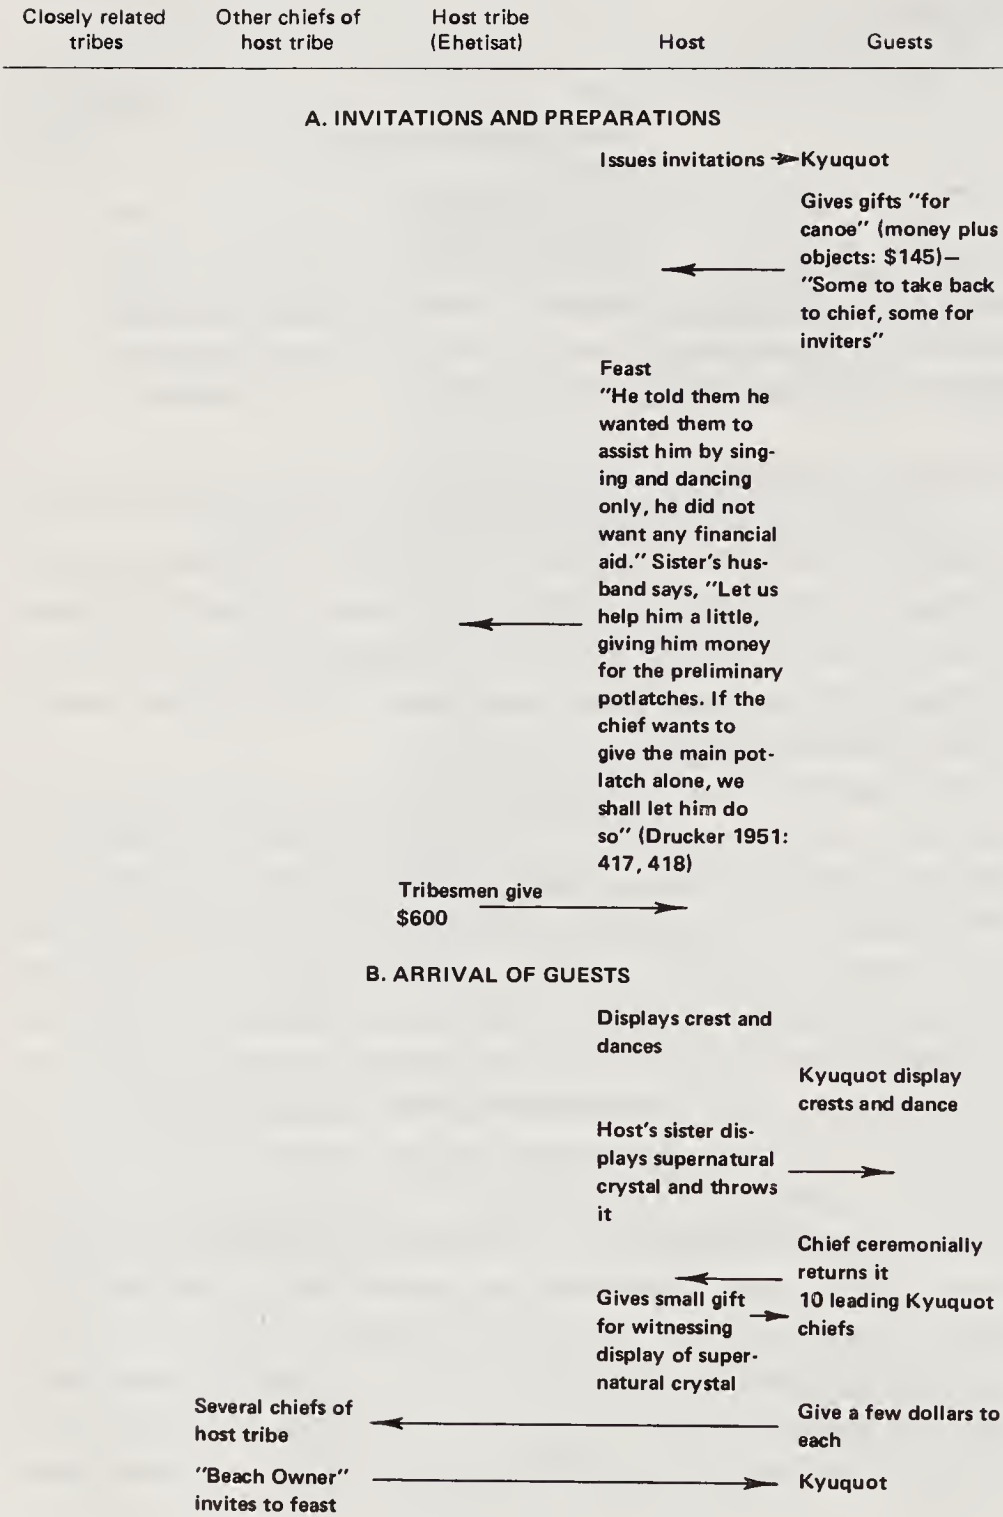 Closely related tribes
Other chiefs of host tribe
Host tribe (Ehetisat)
Host
Guests
A. INVITATIONS AND PREPARATIONS
Issues invitations
Kyuquot
Gives gifts "for
canoe" (money plus
objects: $145)—
"Some to take back
to chief, some for
inviters"
Feast
"He told them he
wanted them to
assist him by sing-
ing and dancing
only, he did not
want any financial
aid." Sister's hus-
band says, "Let us
help him a little,
giving him money
for the preliminary
potlatches. If the
chief wants to
give the main pot-
latch alone, we
shall let him do
so" (Drucker 1951:
417, 418)
Tribesmen give
$600
B. ARRIVAL OF GUESTS
Displays crest and
dances
Kyuquot display
crests and dance
Host's sister dis-
plays supernatural
crystal and throws
it
Chief ceremonially
returns it
Gives small gift
for witnessing
display of super-
natural crystal
10 leading Kyuquot
chiefs
Several chiefs of
host tribe
Give a few dollars to
each
"Beach Owner"
invites to feast
Kyuquot